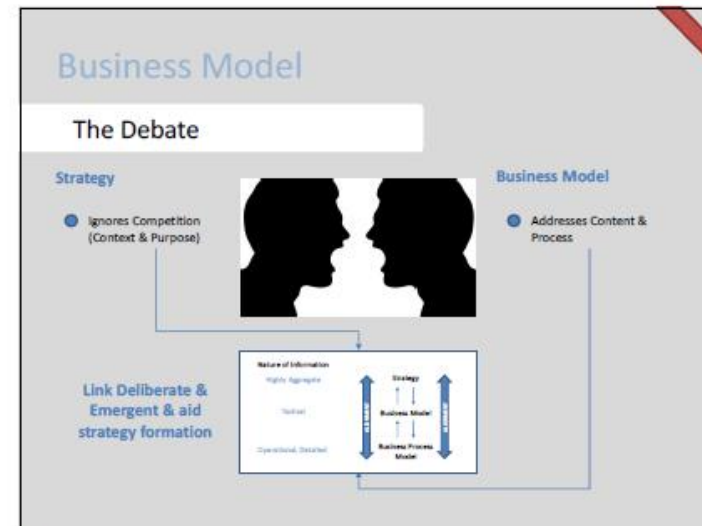 Business Model
The Debate
Strategy
Ignores Competition
(Context & Purpose)
Business Model
Addresses Content &
Process
Link Deliberate &
Emergent & aid
strategy formation
Nature of Information
Highly Aggregate
Tactical
Operational, Detailed
Strategy
Business Model
Business Process
Model